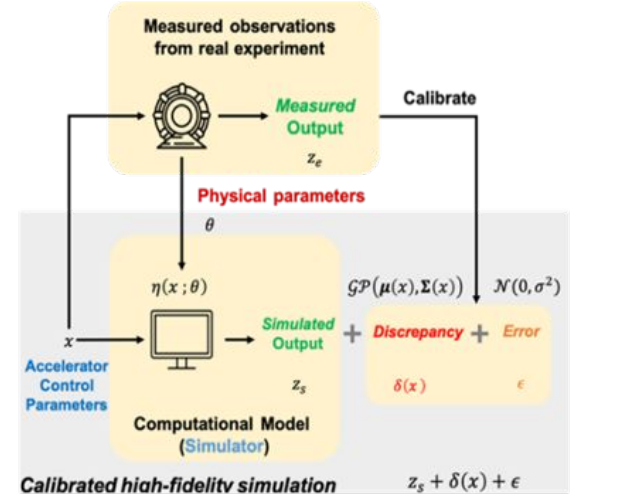 Measured observations
from real experiment
Measured
Output
z_e
Calibrate
Physical parameters
θ
η(x ; θ)
𝒢𝒫(μ(x), Σ(x))
𝒩(0, σ²)
x
Simulated
Output
+ Discrepancy + Error
Accelerator
Control
Parameters
z_s
δ(x)
ϵ
Computational Model
(Simulator)
Calibrated high-fidelity simulation
z_s + δ(x) + ϵ